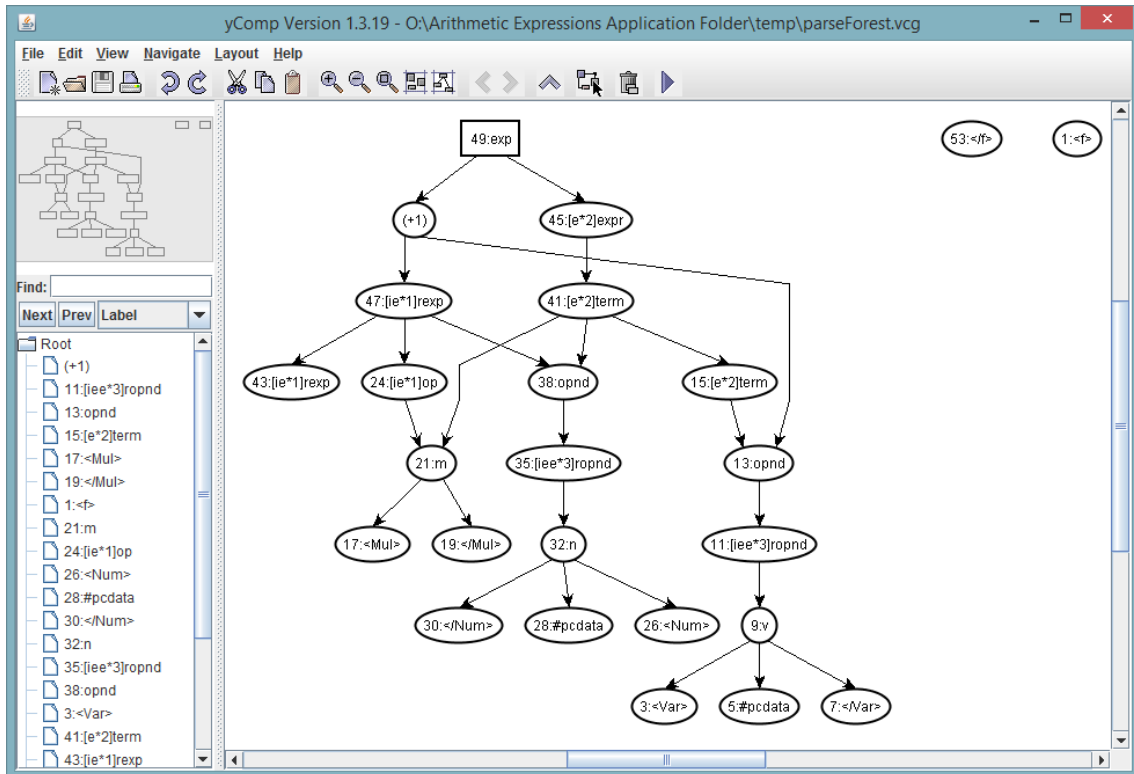 yComp Version 1.3.19 - O:\Arithmetic Expressions Application Folder\temp\parseForest.vcg
File Edit View Navigate Layout Help
Find:
Next Prev Label
Root
(+1)
11:[iee*3]ropnd
13:opnd
15:[e*2]term
17:<Mul>
19:</Mul>
1:<f>
21:m
24:[ie*1]op
26:<Num>
28:#pcdata
30:</Num>
32:n
35:[iee*3]ropnd
38:opnd
3:<Var>
41:[e*2]term
43:[ie*1]rexp
49:exp 53:</f> 1:<f>
(+1) 45:[e*2]expr
47:[ie*1]rexp 41:[e*2]term
43:[ie*1]rexp 24:[ie*1]op 38:opnd 15:[e*2]term
21:m 35:[iee*3]ropnd 13:opnd
17:<Mul> 19:</Mul> 32:n 11:[iee*3]ropnd
30:</Num> 28:#pcdata 26:<Num> 9:v
3:<Var> 5:#pcdata 7:</Var>